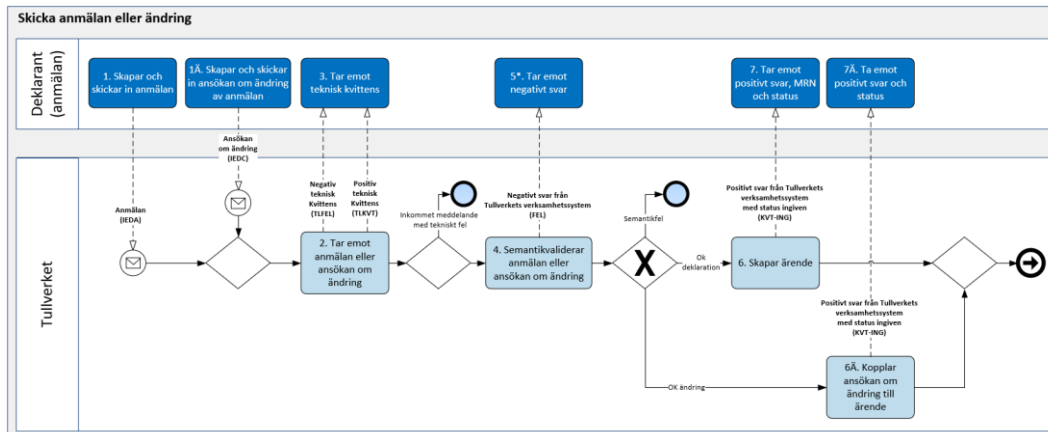 Skicka anmälan eller ändring
Deklarant
(anmälan)
1. Skapar och
skickar in anmälan
1Ä. Skapar och skickar
in ansökan om ändring
av anmälan
3. Tar emot
teknisk kvittens
5*. Tar emot
negativt svar
7. Tar emot
positivt svar, MRN
och status
7Ä. Ta emot
positivt svar och
status
Tullverket
Anmälan
(IEDA)
Ansökan
om ändring
(IEDC)
Negativ
teknisk
Kvittens
(TLFEL)
Positiv
teknisk
Kvittens
(TLKVT)
2. Tar emot
anmälan eller
ansökan om
ändring
Inkommet meddelande
med tekniskt fel
Negativt svar från
Tullverkets verksamhetssystem
(FEL)
4. Semantikvaliderar
anmälan eller
ansökan om ändring
Semantikfel
X
Ok
deklaration
OK ändring
Positivt svar från Tullverkets
verksamhetssystem
med status ingiven
(KVT-ING)
6. Skapar ärende
Positivt svar från Tullverkets
verksamhetssystem
med status ingiven
(KVT-ING)
6Ä. Kopplar
ansökan om
ändring till
ärende